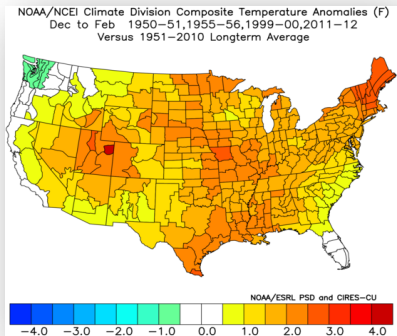 NOAA/NCEI Climate Division Composite Temperature Anomalies (F)
Dec to Feb 1950-51,1955-56,1999-00,2011-12
Versus 1951-2010 Longterm Average
NOAA/ESRL PSD and CIRES-CU
-4.0 -3.0 -2.0 -1.0 0.0 1.0 2.0 3.0 4.0